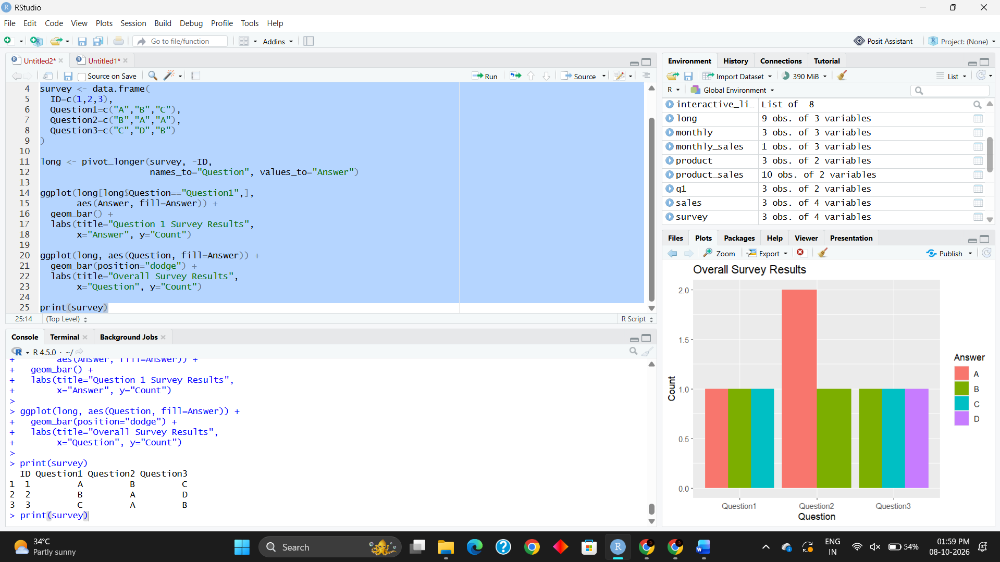 RStudio
File Edit Code View Plots Session Build Debug Profile Tools Help
Go to file/function Addins Posit Assistant Project: (None)
Untitled2* Untitled1*
Source on Save Run Source
4 survey <- data.frame(
5 ID=c(1,2,3),
6 Question1=c("A","B","C"),
7 Question2=c("B","A","A"),
8 Question3=c("C","D","B")
9 )
10
11 long <- pivot_longer(survey, -ID,
12 names_to="Question", values_to="Answer")
13
14 ggplot(long[long$Question=="Question1",],
15 aes(Answer, fill=Answer)) +
16 geom_bar() +
17 labs(title="Question 1 Survey Results",
18 x="Answer", y="Count")
19
20 ggplot(long, aes(Question, fill=Answer)) +
21 geom_bar(position="dodge") +
22 labs(title="Overall Survey Results",
23 x="Question", y="Count")
24
25 print(survey)
25:14 (Top Level) R Script
Console Terminal Background Jobs
R 4.5.0 · ~/
+ aes(Answer, fill=Answer)) +
+ geom_bar() +
+ labs(title="Question 1 Survey Results",
+ x="Answer", y="Count")
>
> ggplot(long, aes(Question, fill=Answer)) +
+ geom_bar(position="dodge") +
+ labs(title="Overall Survey Results",
+ x="Question", y="Count")
>
> print(survey)
ID Question1 Question2 Question3
1 1 A B C
2 2 B A D
3 3 C A B
> print(survey)
Environment History Connections Tutorial
Import Dataset 390 MiB List
R Global Environment
interactive_li... List of 8
long 9 obs. of 3 variables
monthly 3 obs. of 3 variables
monthly_sales 1 obs. of 3 variables
product 3 obs. of 2 variables
product_sales 10 obs. of 2 variables
q1 3 obs. of 2 variables
sales 3 obs. of 4 variables
survey 3 obs. of 4 variables
Files Plots Packages Help Viewer Presentation
Zoom Export Publish
Overall Survey Results
2.0
1.5
1.0
0.5
0.0
Count
Question1 Question2 Question3
Question
Answer
A
B
C
D
34°C
Partly sunny
Search
ENG
IN
54%
01:59 PM
08-10-2026